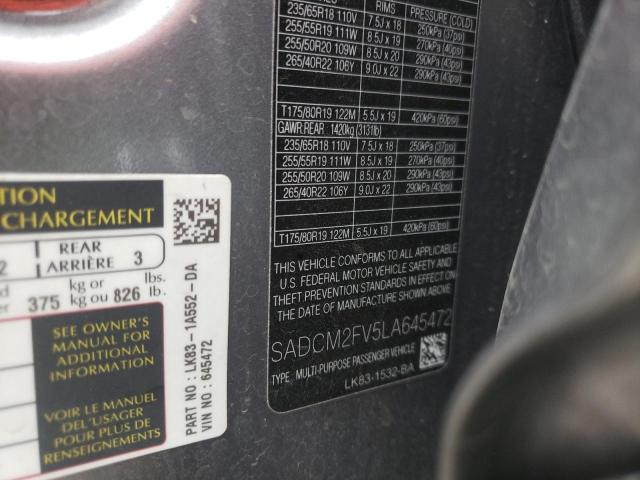 RIMS PRESSURE (COLD)
235/65R18 110V 7.5J x 18 250kPa (37psi)
255/55R19 111W 8.5J x 19 270kPa (40psi)
255/50R20 109W 8.5J x 20 290kPa (43psi)
265/40R22 106Y 9.0J x 22 290kPa (43psi)
T175/80R19 122M 5.5J x 19 420kPa (60psi)
GAWR.REAR 1420kg (3131lb)
235/65R18 110V 7.5J x 18 250kPa (37psi)
255/55R19 111W 8.5J x 19 270kPa (40psi)
255/50R20 109W 8.5J x 20 290kPa (43psi)
265/40R22 106Y 9.0J x 22 290kPa (43psi)
T175/80R19 122M 5.5J x 19 420kPa (60psi)
THIS VEHICLE CONFORMS TO ALL APPLICABLE
U.S. FEDERAL MOTOR VEHICLE SAFETY AND
THEFT PREVENTION STANDARDS IN EFFECT ON
THE DATE OF MANUFACTURE SHOWN ABOVE.
SADCM2FV5LA645472
TYPE: MULTI-PURPOSE PASSENGER VEHICLE
LK83-1532-BA
CHARGEMENT
2 REAR
ARRIÈRE 3
375 kg or
kg ou 826 lbs.
lb.
SEE OWNER'S
MANUAL FOR
ADDITIONAL
INFORMATION
VOIR LE MANUEL
DEL'USAGER
POUR PLUS DE
RENSEIGNEMENTS
PART NO : LK83-1A552-DA
VIN NO : 645472